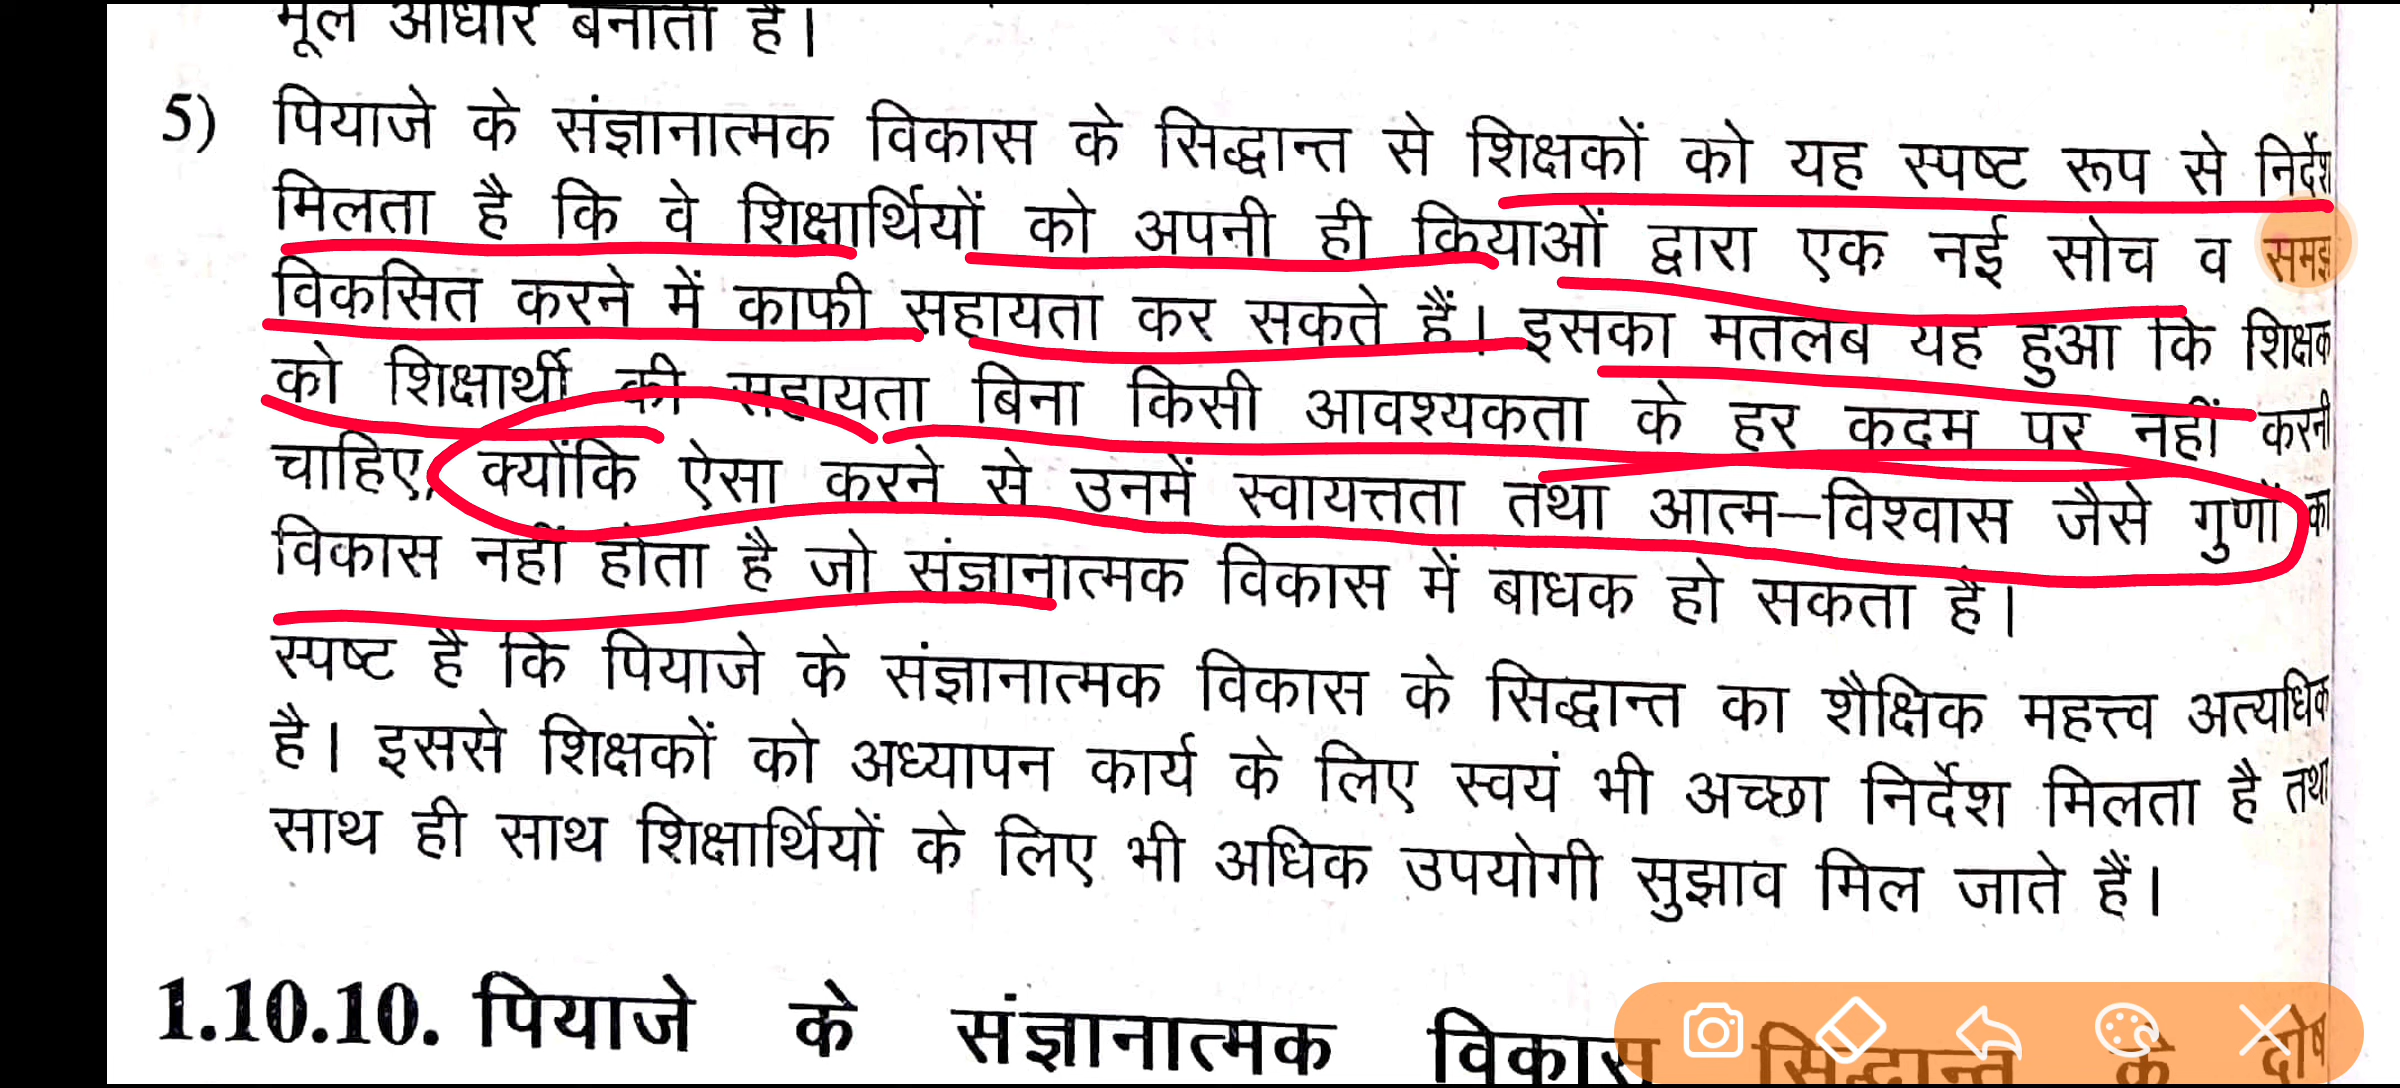 मूल आधार बनाता है।
5) पियाजे के संज्ञानात्मक विकास के सिद्धान्त से शिक्षकों को यह स्पष्ट रूप से निर्देश
मिलता है कि वे शिक्षार्थियों को अपनी ही क्रियाओं द्वारा एक नई सोच व समझ
विकसित करने में काफी सहायता कर सकते हैं। इसका मतलब यह हुआ कि शिक्षक
को शिक्षार्थी की सहायता बिना किसी आवश्यकता के हर कदम पर नहीं करनी
चाहिए, क्योंकि ऐसा करने से उनमें स्वायत्तता तथा आत्म–विश्वास जैसे गुणों का
विकास नहीं होता है जो संज्ञानात्मक विकास में बाधक हो सकता है।
स्पष्ट है कि पियाजे के संज्ञानात्मक विकास के सिद्धान्त का शैक्षिक महत्त्व अत्यधिक
है। इससे शिक्षकों को अध्यापन कार्य के लिए स्वयं भी अच्छा निर्देश मिलता है तथा
साथ ही साथ शिक्षार्थियों के लिए भी अधिक उपयोगी सुझाव मिल जाते हैं।
1.10.10. पियाजे के संज्ञानात्मक विकास सिद्धान्त के दोष